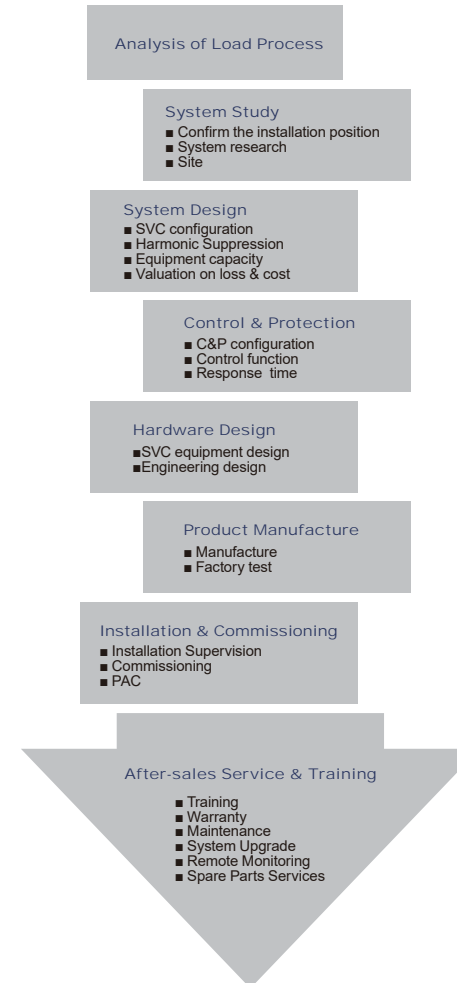 Analysis of Load Process
System Study
■ Confirm the installation position
■ System research
■ Site
System Design
■ SVC configuration
■ Harmonic Suppression
■ Equipment capacity
■ Valuation on loss & cost
Control & Protection
■ C&P configuration
■ Control function
■ Response time
Hardware Design
■SVC equipment design
■Engineering design
Product Manufacture
■ Manufacture
■ Factory test
Installation & Commissioning
■ Installation Supervision
■ Commissioning
■ PAC
After-sales Service & Training
■ Training
■ Warranty
■ Maintenance
■ System Upgrade
■ Remote Monitoring
■ Spare Parts Services